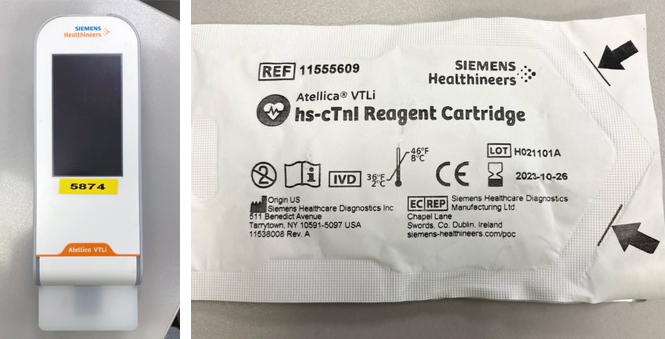 SIEMENS
Healthineers
5874
Atellica VTLi
REF 11555609
SIEMENS
Healthineers
Atellica® VTLi
hs-cTnI Reagent Cartridge
2
i
IVD
36°F
2°C
46°F
8°C
CE
LOT H021101A
2023-10-26
Origin US
Siemens Healthcare Diagnostics Inc.
511 Benedict Avenue
Tarrytown, NY 10591-5097 USA
11538008 Rev. A
EC REP Siemens Healthcare Diagnostics
Manufacturing Ltd.
Chapel Lane
Swords, Co. Dublin, Ireland
siemens-healthineers.com/poc